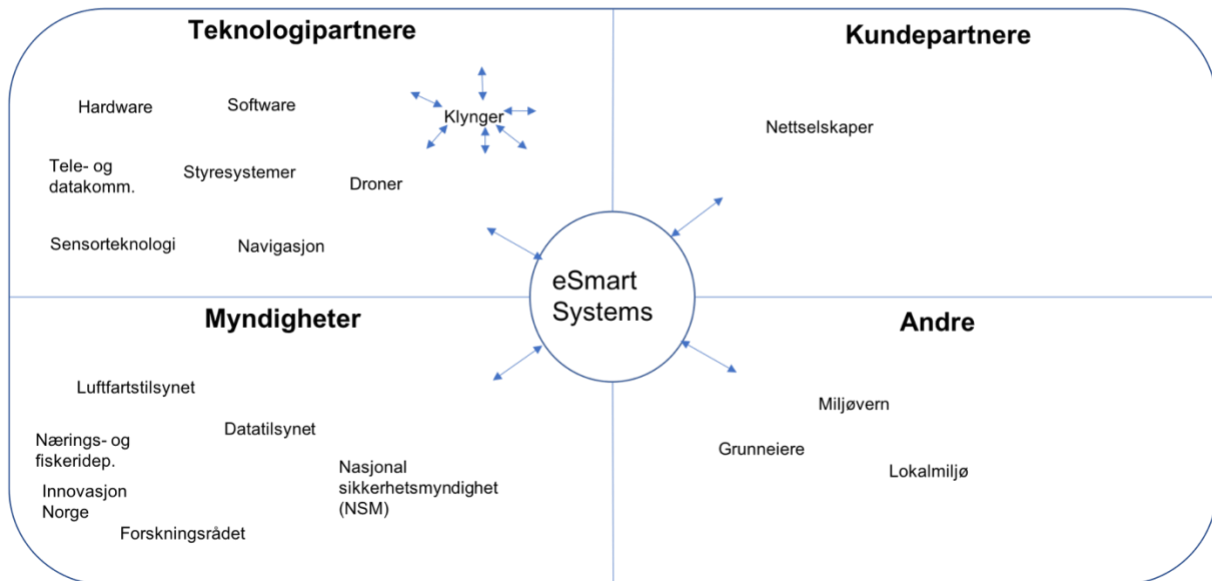 Teknologipartnere
Hardware
Software
Klynger
Tele- og
datakomm.
Styresystemer
Droner
Sensorteknologi
Navigasjon
Kundepartnere
Nettselskaper
eSmart
Systems
Myndigheter
Luftfartstilsynet
Datatilsynet
Nærings- og
fiskeridep.
Nasjonal
sikkerhetsmyndighet
(NSM)
Innovasjon
Norge
Forskningsrådet
Andre
Miljøvern
Grunneiere
Lokalmiljø